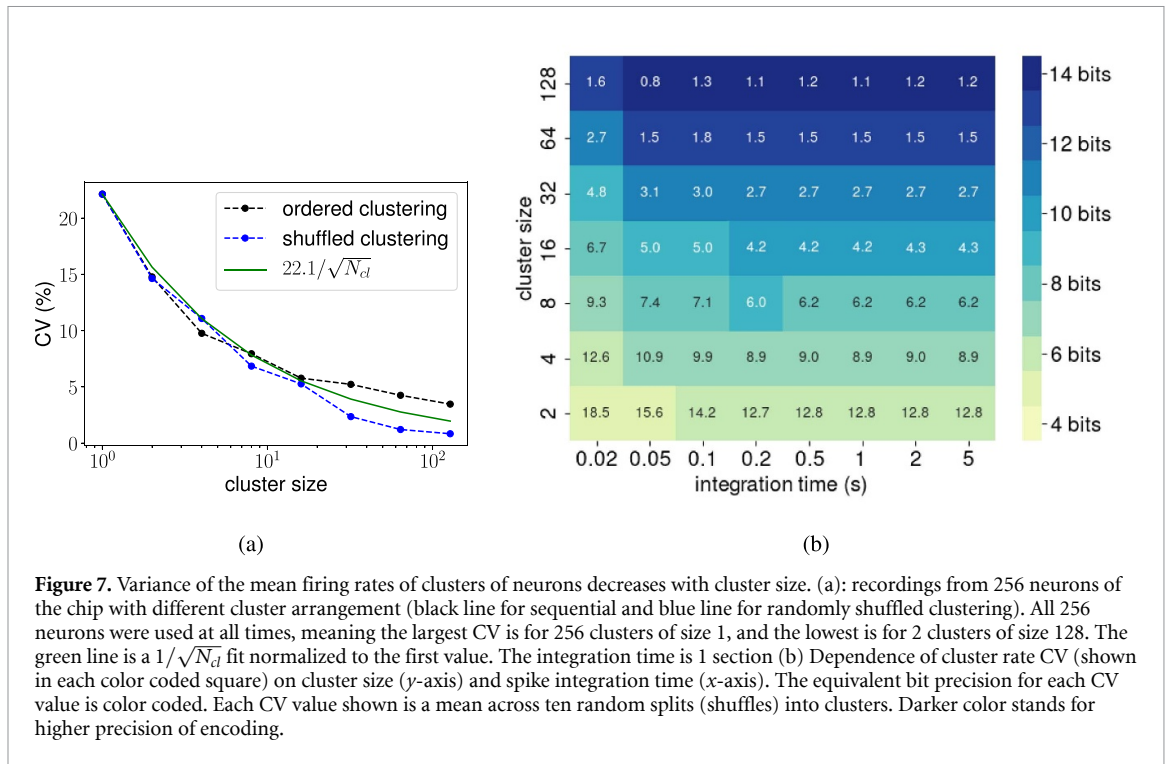 20
15
10
5
0
CV (%)
10^0
10^1
10^2
cluster size
ordered clustering
shuffled clustering
22.1/√N_cl
(a)
128 1.6 0.8 1.3 1.1 1.2 1.1 1.2 1.2
64 2.7 1.5 1.8 1.5 1.5 1.5 1.5 1.5
32 4.8 3.1 3.0 2.7 2.7 2.7 2.7 2.7
16 6.7 5.0 5.0 4.2 4.2 4.2 4.3 4.3
8 9.3 7.4 7.1 6.0 6.2 6.2 6.2 6.2
4 12.6 10.9 9.9 8.9 9.0 8.9 9.0 8.9
2 18.5 15.6 14.2 12.7 12.8 12.8 12.8 12.8
cluster size
0.02 0.05 0.1 0.2 0.5 1 2 5
integration time (s)
14 bits
12 bits
10 bits
8 bits
6 bits
4 bits
(b)
Figure 7. Variance of the mean firing rates of clusters of neurons decreases with cluster size. (a): recordings from 256 neurons of
the chip with different cluster arrangement (black line for sequential and blue line for randomly shuffled clustering). All 256
neurons were used at all times, meaning the largest CV is for 256 clusters of size 1, and the lowest is for 2 clusters of size 128. The
green line is a 1/√N_cl fit normalized to the first value. The integration time is 1 section (b) Dependence of cluster rate CV (shown
in each color coded square) on cluster size (y-axis) and spike integration time (x-axis). The equivalent bit precision for each CV
value is color coded. Each CV value shown is a mean across ten random splits (shuffles) into clusters. Darker color stands for
higher precision of encoding.